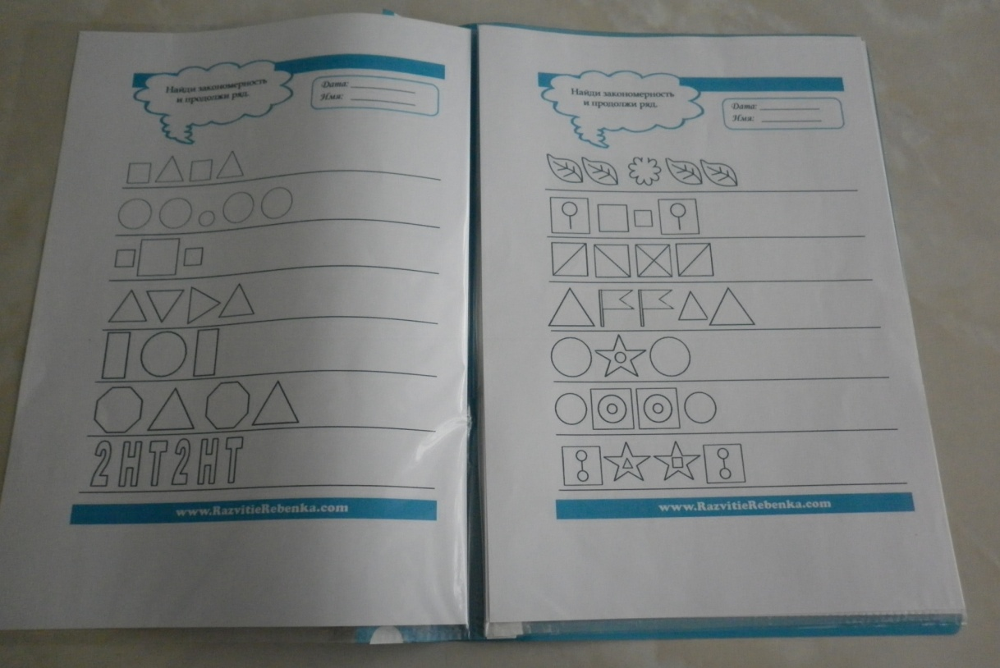 Найди закономерность
и продолжи ряд.
Дата:
Имя:
2НТ2НТ
www.RazvitieRebenka.com
Найди закономерность
и продолжи ряд.
Дата:
Имя:
www.RazvitieRebenka.com